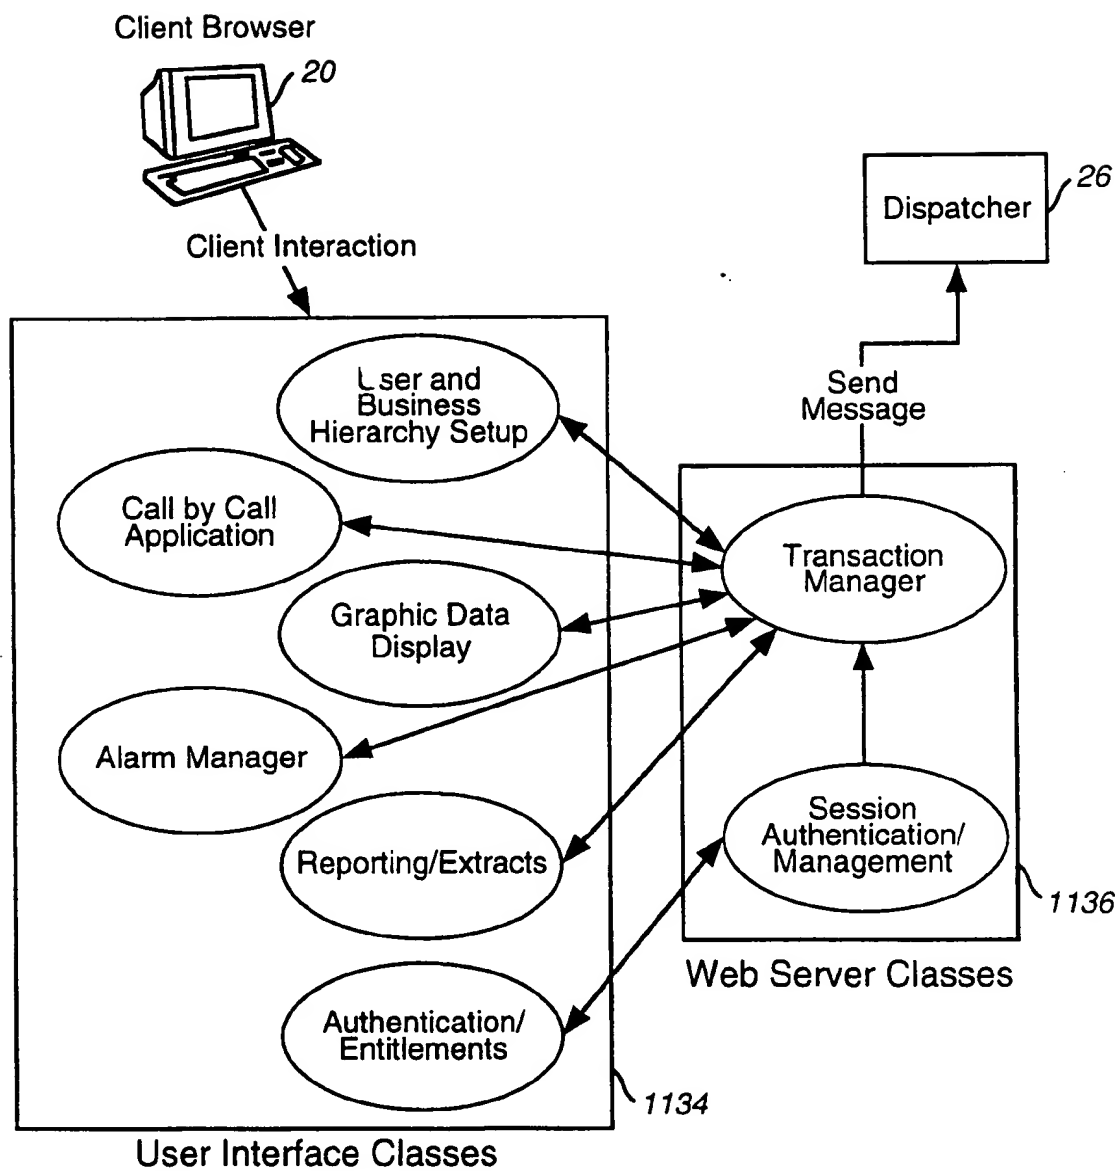 Client Browser
20
Client Interaction
26
Dispatcher
Send
Message
User and
Business
Hierarchy Setup
Call by Call
Application
Transaction
Manager
Graphic Data
Display
Alarm Manager
Session
Authentication/
Management
Reporting/Extracts
1136
Web Server Classes
Authentication/
Entitlements
1134
User Interface Classes